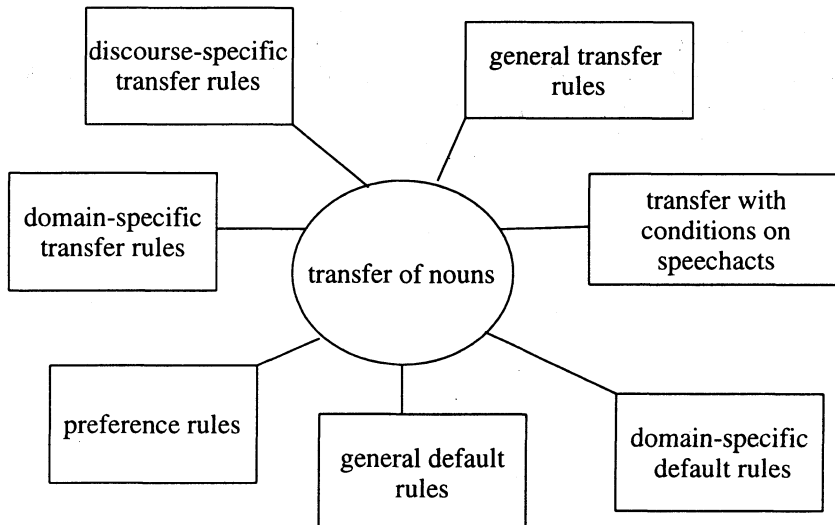 discourse-specific
transfer rules
general transfer
rules
domain-specific
transfer rules
transfer with
conditions on
speechacts
transfer of nouns
preference rules
general default
rules
domain-specific
default rules